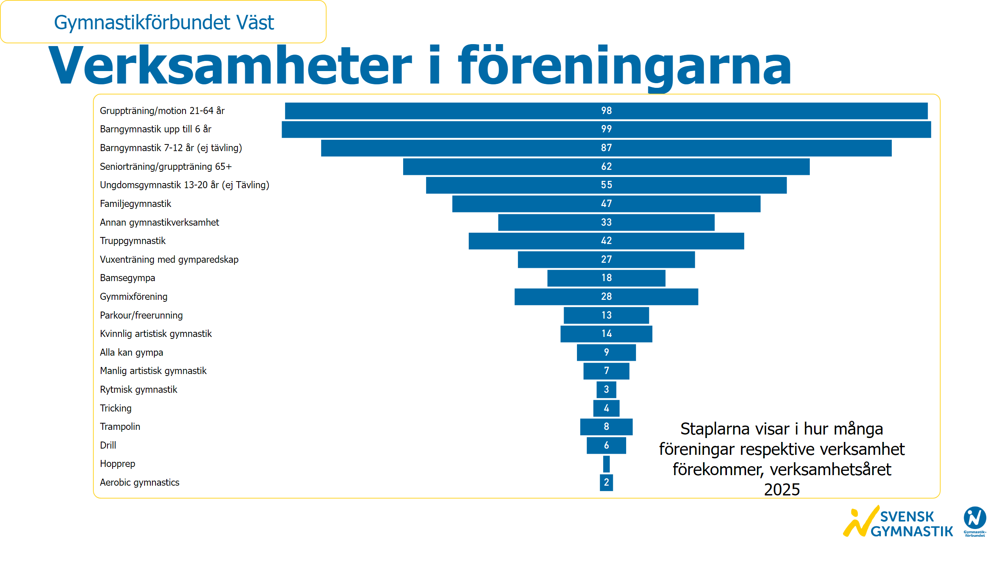 Gymnastikförbundet Väst
Verksamheter i föreningarna
Gruppträning/motion 21-64 år 98
Barngymnastik upp till 6 år 99
Barngymnastik 7-12 år (ej tävling) 87
Seniorträning/gruppträning 65+ 62
Ungdomsgymnastik 13-20 år (ej Tävling) 55
Familjegymnastik 47
Annan gymnastikverksamhet 33
Truppgymnastik 42
Vuxenträning med gymparedskap 27
Bamsegympa 18
Gymmixförening 28
Parkour/freerunning 13
Kvinnlig artistisk gymnastik 14
Alla kan gympa 9
Manlig artistisk gymnastik 7
Rytmisk gymnastik 3
Tricking 4
Trampolin 8
Drill 6
Hopprep
Aerobic gymnastics 2
Staplarna visar i hur många
föreningar respektive verksamhet
förekommer, verksamhetsåret
2025
SVENSK
GYMNASTIK
Gymnastik-
förbundet